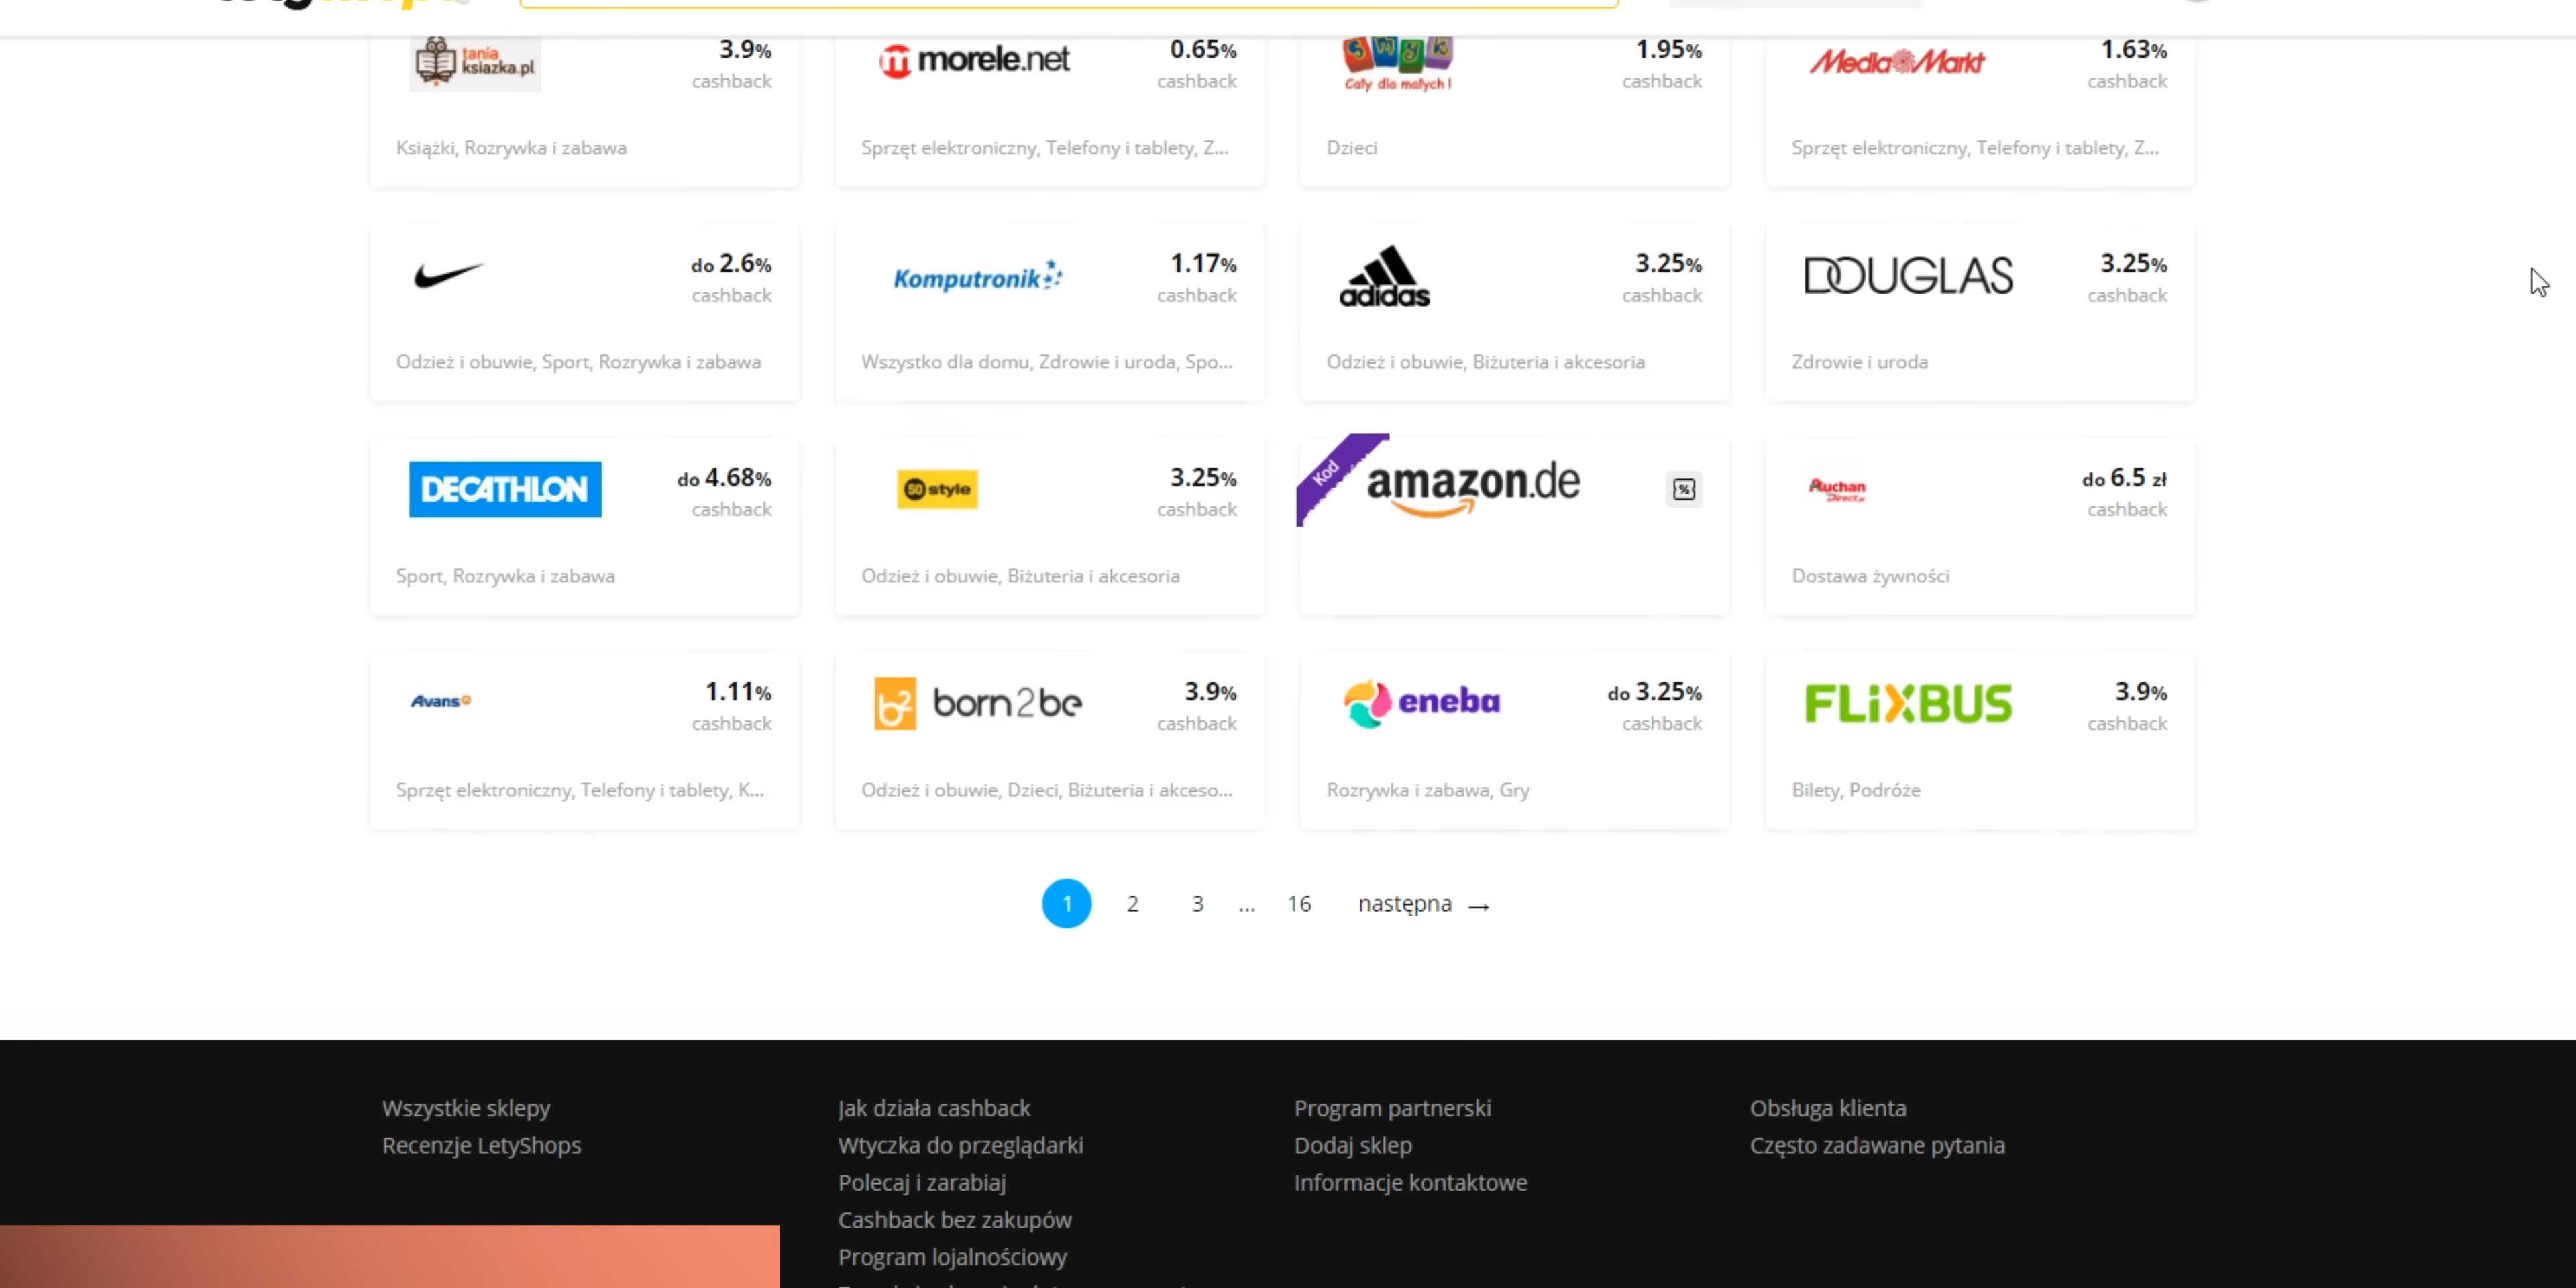 tania
ksiazka.pl
3.9%
cashback
Książki, Rozrywka i zabawa
morele.net
0.65%
cashback
Sprzęt elektroniczny, Telefony i tablety, Z...
smyk
Cały dla małych !
1.95%
cashback
Dzieci
Media Markt
1.63%
cashback
Sprzęt elektroniczny, Telefony i tablety, Z...
do 2.6%
cashback
Odzież i obuwie, Sport, Rozrywka i zabawa
Komputronik
1.17%
cashback
Wszystko dla domu, Zdrowie i uroda, Spo...
adidas
3.25%
cashback
Odzież i obuwie, Biżuteria i akcesoria
DOUGLAS
3.25%
cashback
Zdrowie i uroda
DECATHLON
do 4.68%
cashback
Sport, Rozrywka i zabawa
50 style
3.25%
cashback
Odzież i obuwie, Biżuteria i akcesoria
Kod
amazon.de
%
Auchan
Direct.pl
do 6.5 zł
cashback
Dostawa żywności
Avans
1.11%
cashback
Sprzęt elektroniczny, Telefony i tablety, K...
b2 born2be
3.9%
cashback
Odzież i obuwie, Dzieci, Biżuteria i akceso...
eneba
do 3.25%
cashback
Rozrywka i zabawa, Gry
FLiXBUS
3.9%
cashback
Bilety, Podróże
1 2 3 ... 16 następna →
Wszystkie sklepy
Recenzje LetyShops
Jak działa cashback
Wtyczka do przeglądarki
Polecaj i zarabiaj
Cashback bez zakupów
Program lojalnościowy
Program partnerski
Dodaj sklep
Informacje kontaktowe
Obsługa klienta
Często zadawane pytania